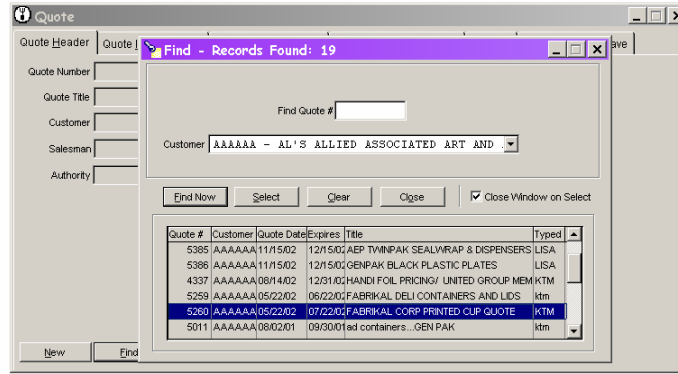 Quote
Quote Header Quote ave
Find - Records Found: 19
Quote Number
Quote Title
Customer
Salesman
Authority
Find Quote #
Customer AAAAAA - AL'S ALLIED ASSOCIATED ART AND .
Find Now Select Clear Close Close Window on Select
Quote # Customer Quote Date Expires Title Typed
5385 AAAAAA 11/15/02 12/15/02 AEP TWINPAK SEALWRAP & DISPENSERS LISA
5386 AAAAAA 11/15/02 12/15/02 GENPAK BLACK PLASTIC PLATES LISA
4337 AAAAAA 08/14/02 12/31/02 HANDI FOIL PRICING/ UNITED GROUP MEM KTM
5259 AAAAAA 05/22/02 06/22/02 FABRIKAL DELI CONTAINERS AND LIDS ktm
5260 AAAAAA 05/22/02 07/22/02 FABRIKAL CORP PRINTED CUP QUOTE KTM
5011 AAAAAA 08/02/01 09/30/01 ad containers...GEN PAK ktm
New Find